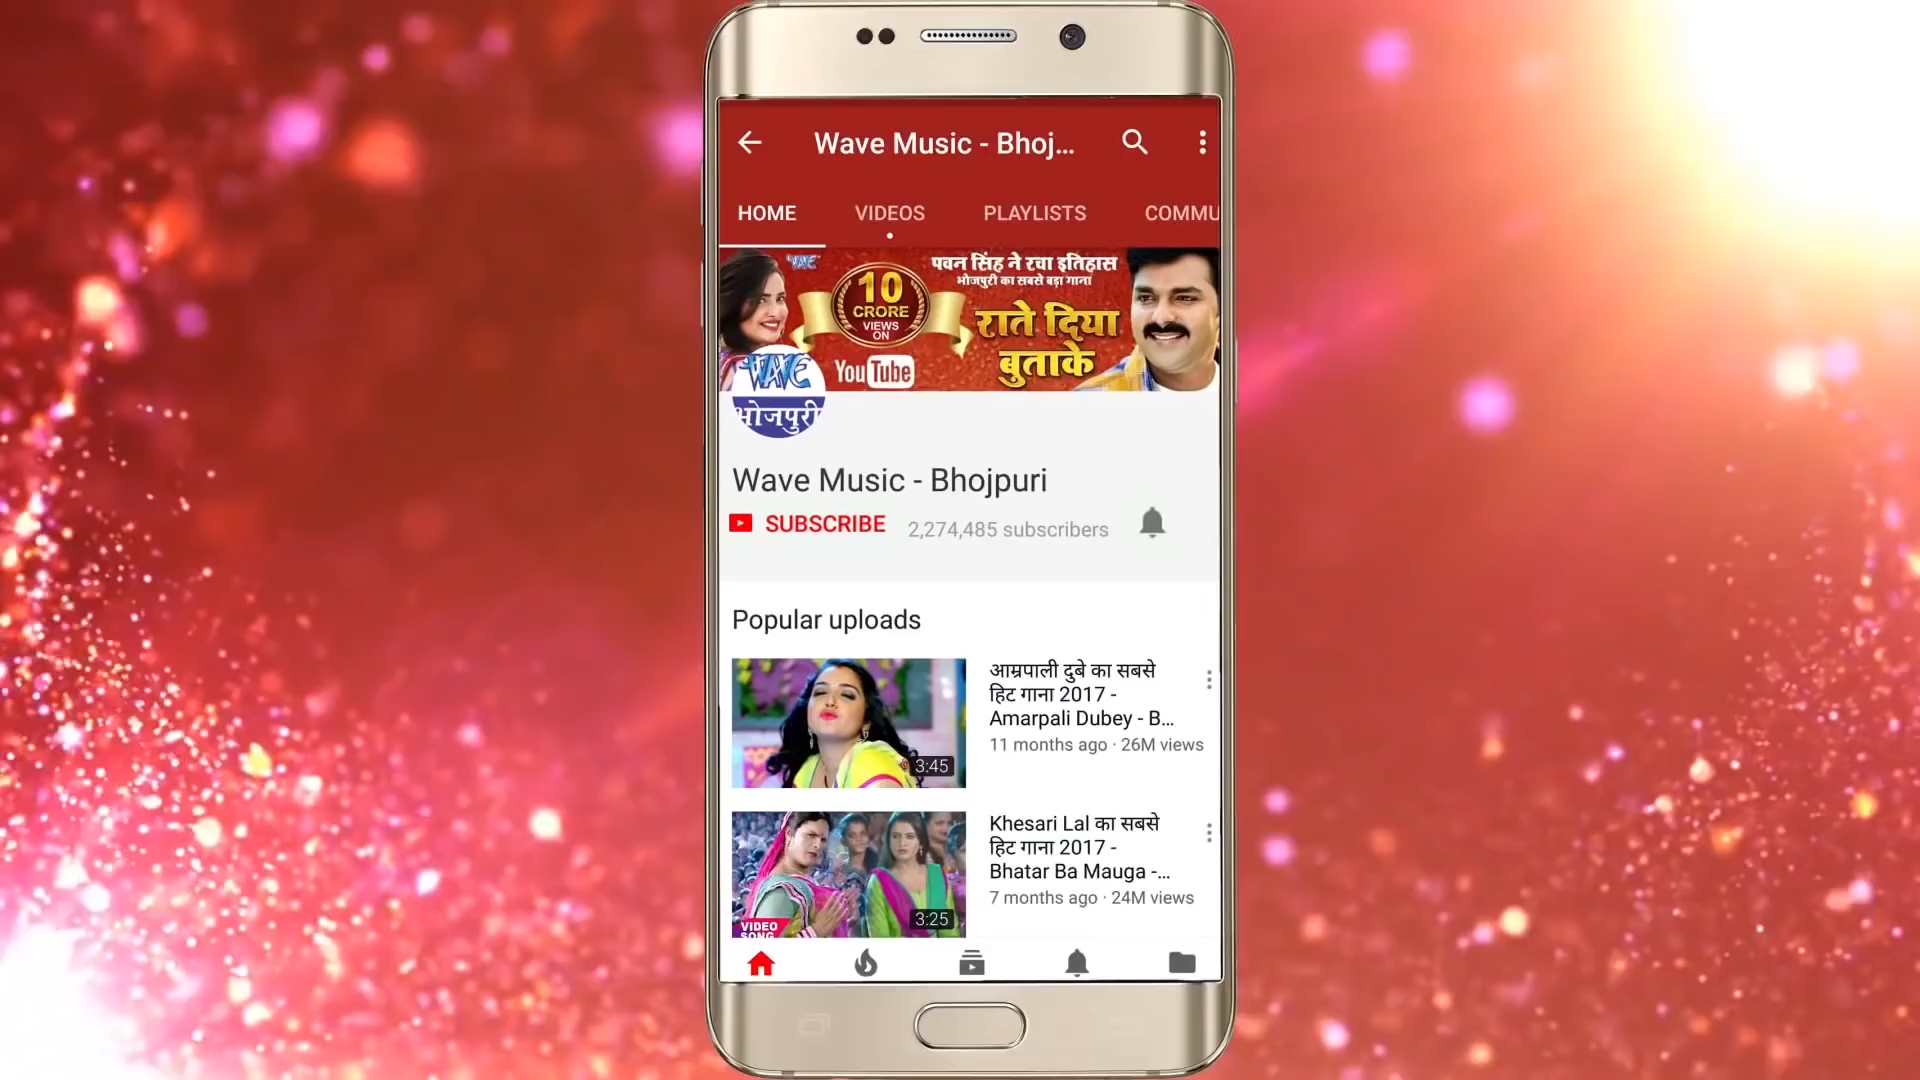 Wave Music - Bhoj...
HOME VIDEOS PLAYLISTS COMMU
WAVE
पवन सिंह ने रचा इतिहास
भोजपुरी का सबसे बड़ा गाना
10
CRORE
VIEWS
ON
YouTube
राते दिया
बुताके
WAVE
भोजपुरी
Wave Music - Bhojpuri
SUBSCRIBE 2,274,485 subscribers
Popular uploads
आम्रपाली दुबे का सबसे
हिट गाना 2017 -
Amarpali Dubey - B...
11 months ago · 26M views
3:45
Khesari Lal का सबसे
हिट गाना 2017 -
Bhatar Ba Mauga -...
7 months ago · 24M views
3:25
VIDEO
SONG